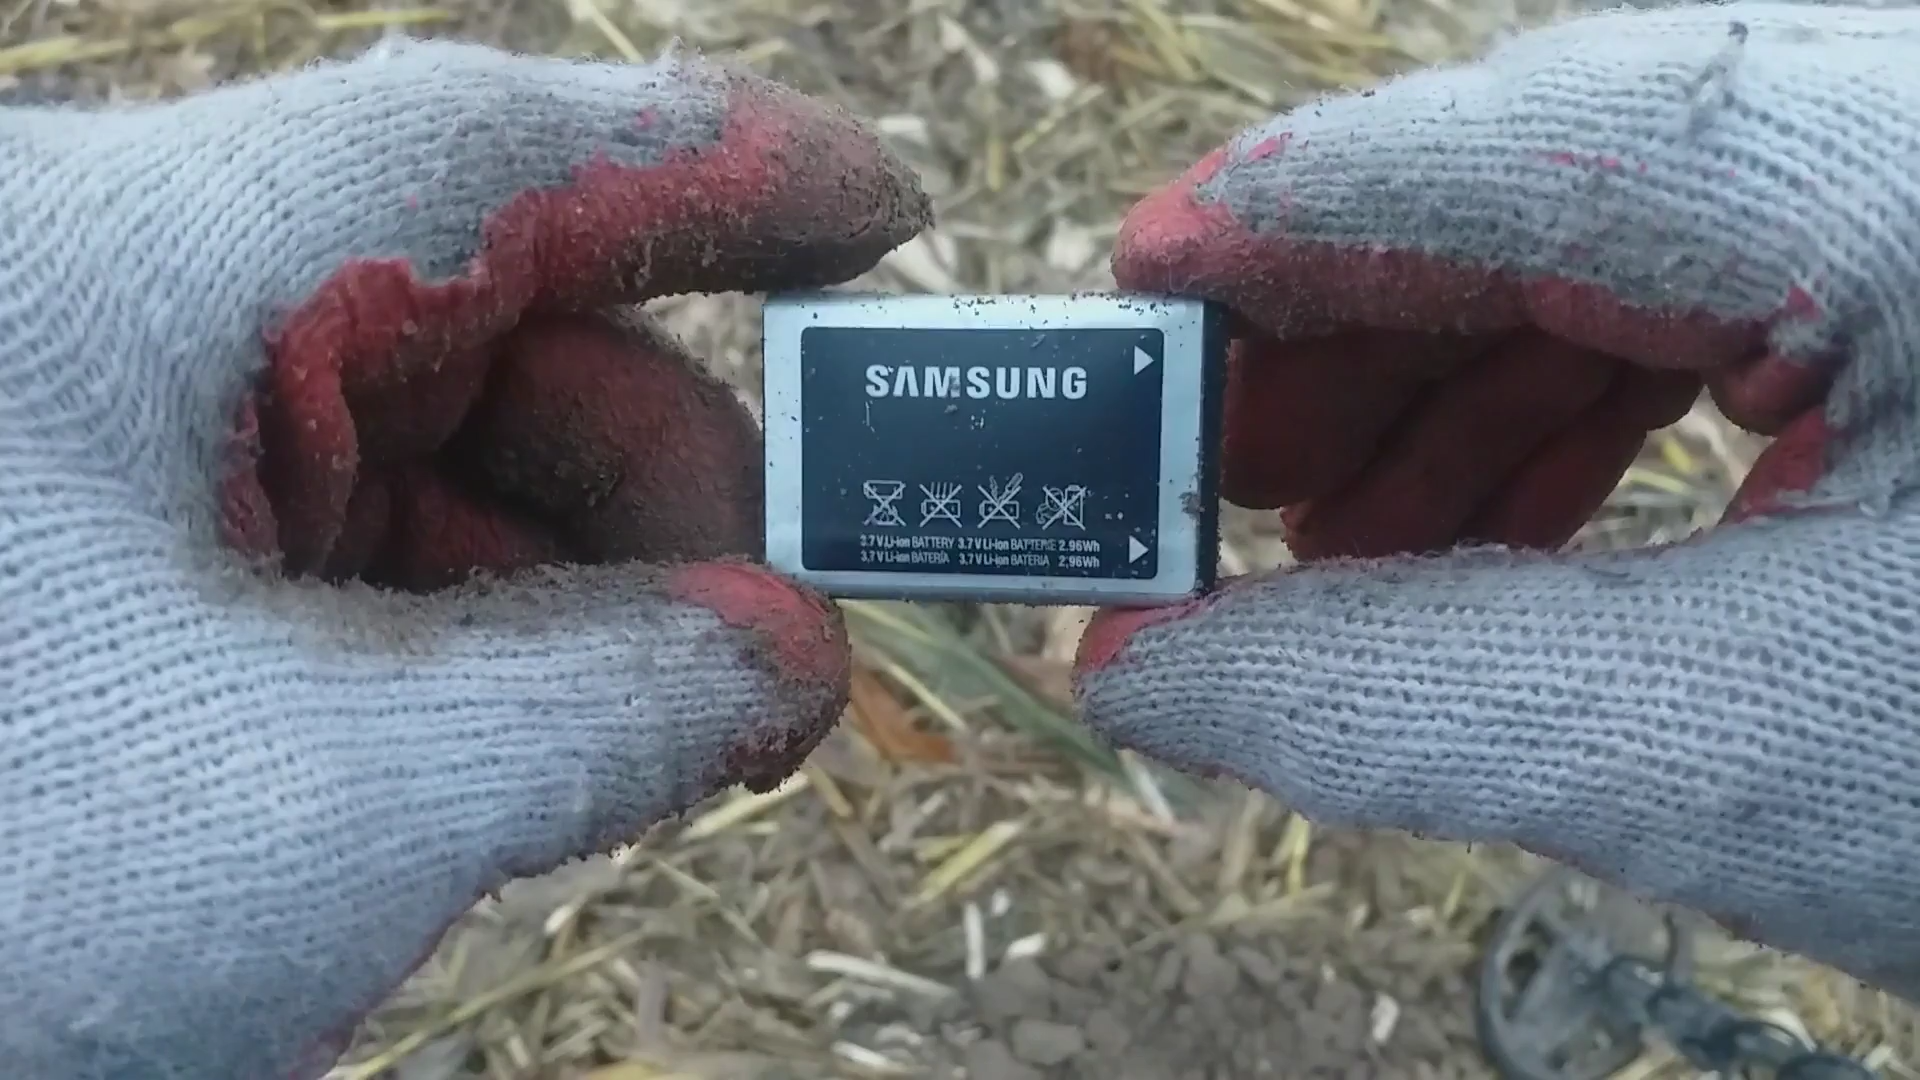 SAMSUNG
3.7 V Li-ion BATTERY 3.7 V Li-ion BATTERIE 2.96Wh
3,7 V Li-ion BATERÍA 3,7 V Li-ion BATERIA 2,96Wh